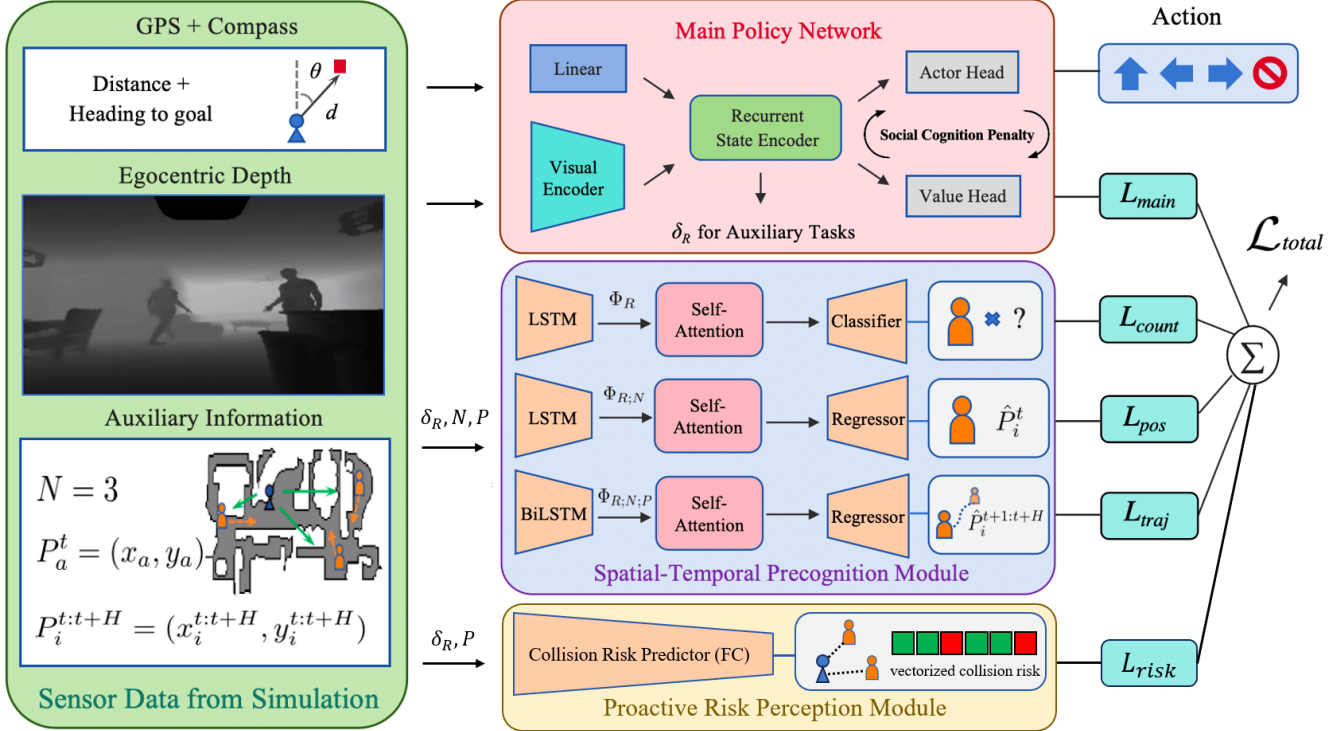 GPS + Compass
Distance +
Heading to goal
θ
d
Egocentric Depth
Auxiliary Information
N = 3
P_a^t = (x_a, y_a)
P_i^{t:t+H} = (x_i^{t:t+H}, y_i^{t:t+H})
Sensor Data from Simulation
δ_R, N, P
δ_R, P
Main Policy Network
Linear
Visual
Encoder
Recurrent
State Encoder
Actor Head
Social Cognition Penalty
Value Head
δ_R for Auxiliary Tasks
LSTM
Φ_R
Self-
Attention
Classifier
?
LSTM
Φ_{R;N}
Self-
Attention
Regressor
P̂_i^t
BiLSTM
Φ_{R;N;P}
Self-
Attention
Regressor
P̂_i^{t+1:t+H}
Spatial-Temporal Precognition Module
Collision Risk Predictor (FC)
vectorized collision risk
Proactive Risk Perception Module
Action
L_main
L_count
L_pos
L_traj
L_risk
Σ
ℒ_total